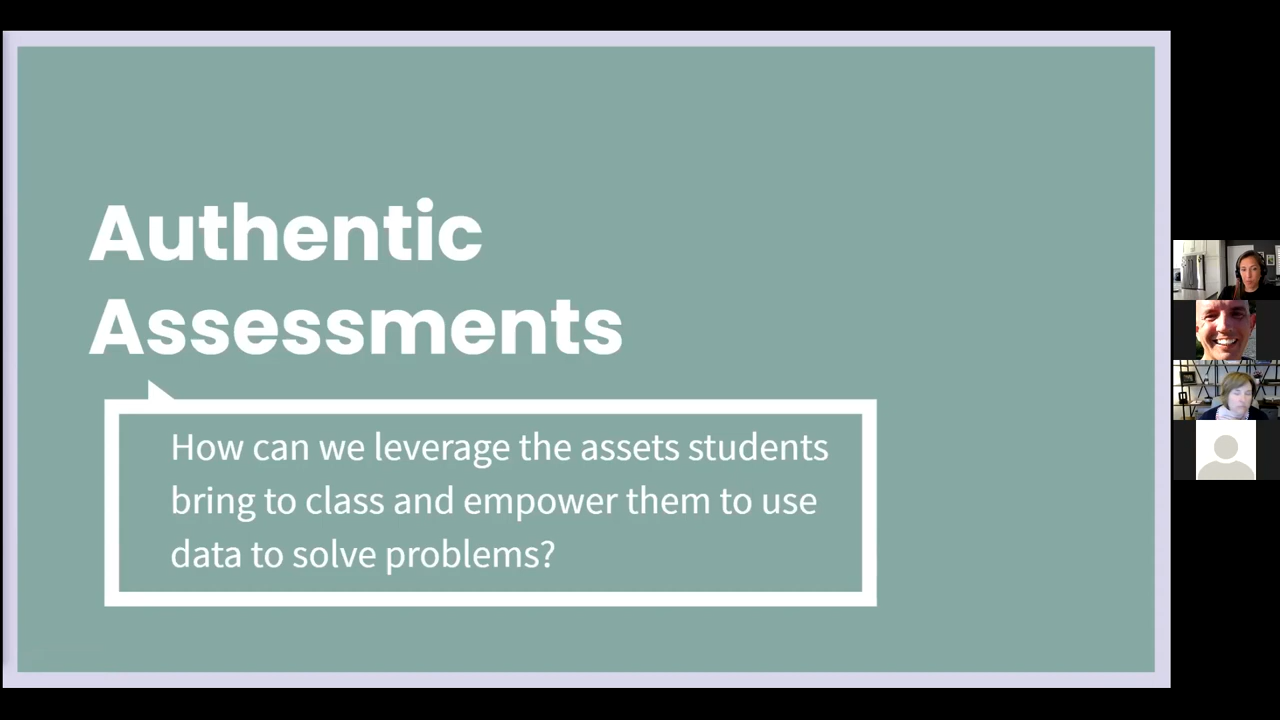 Authentic
Assessments
How can we leverage the assets students
bring to class and empower them to use
data to solve problems?